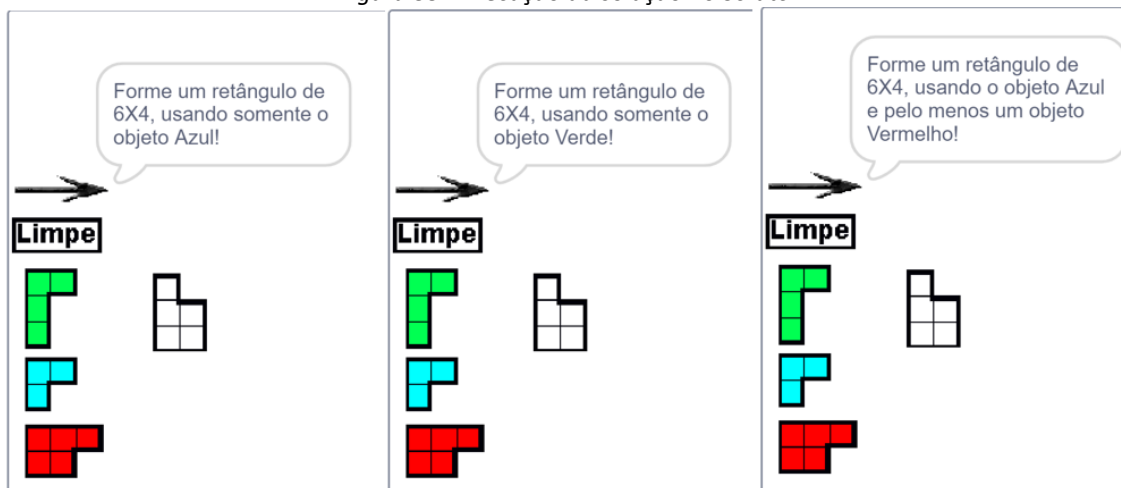 Forme um retângulo de
6X4, usando somente o
objeto Azul!
Limpe
Forme um retângulo de
6X4, usando somente o
objeto Verde!
Limpe
Forme um retângulo de
6X4, usando o objeto Azul
e pelo menos um objeto
Vermelho!
Limpe